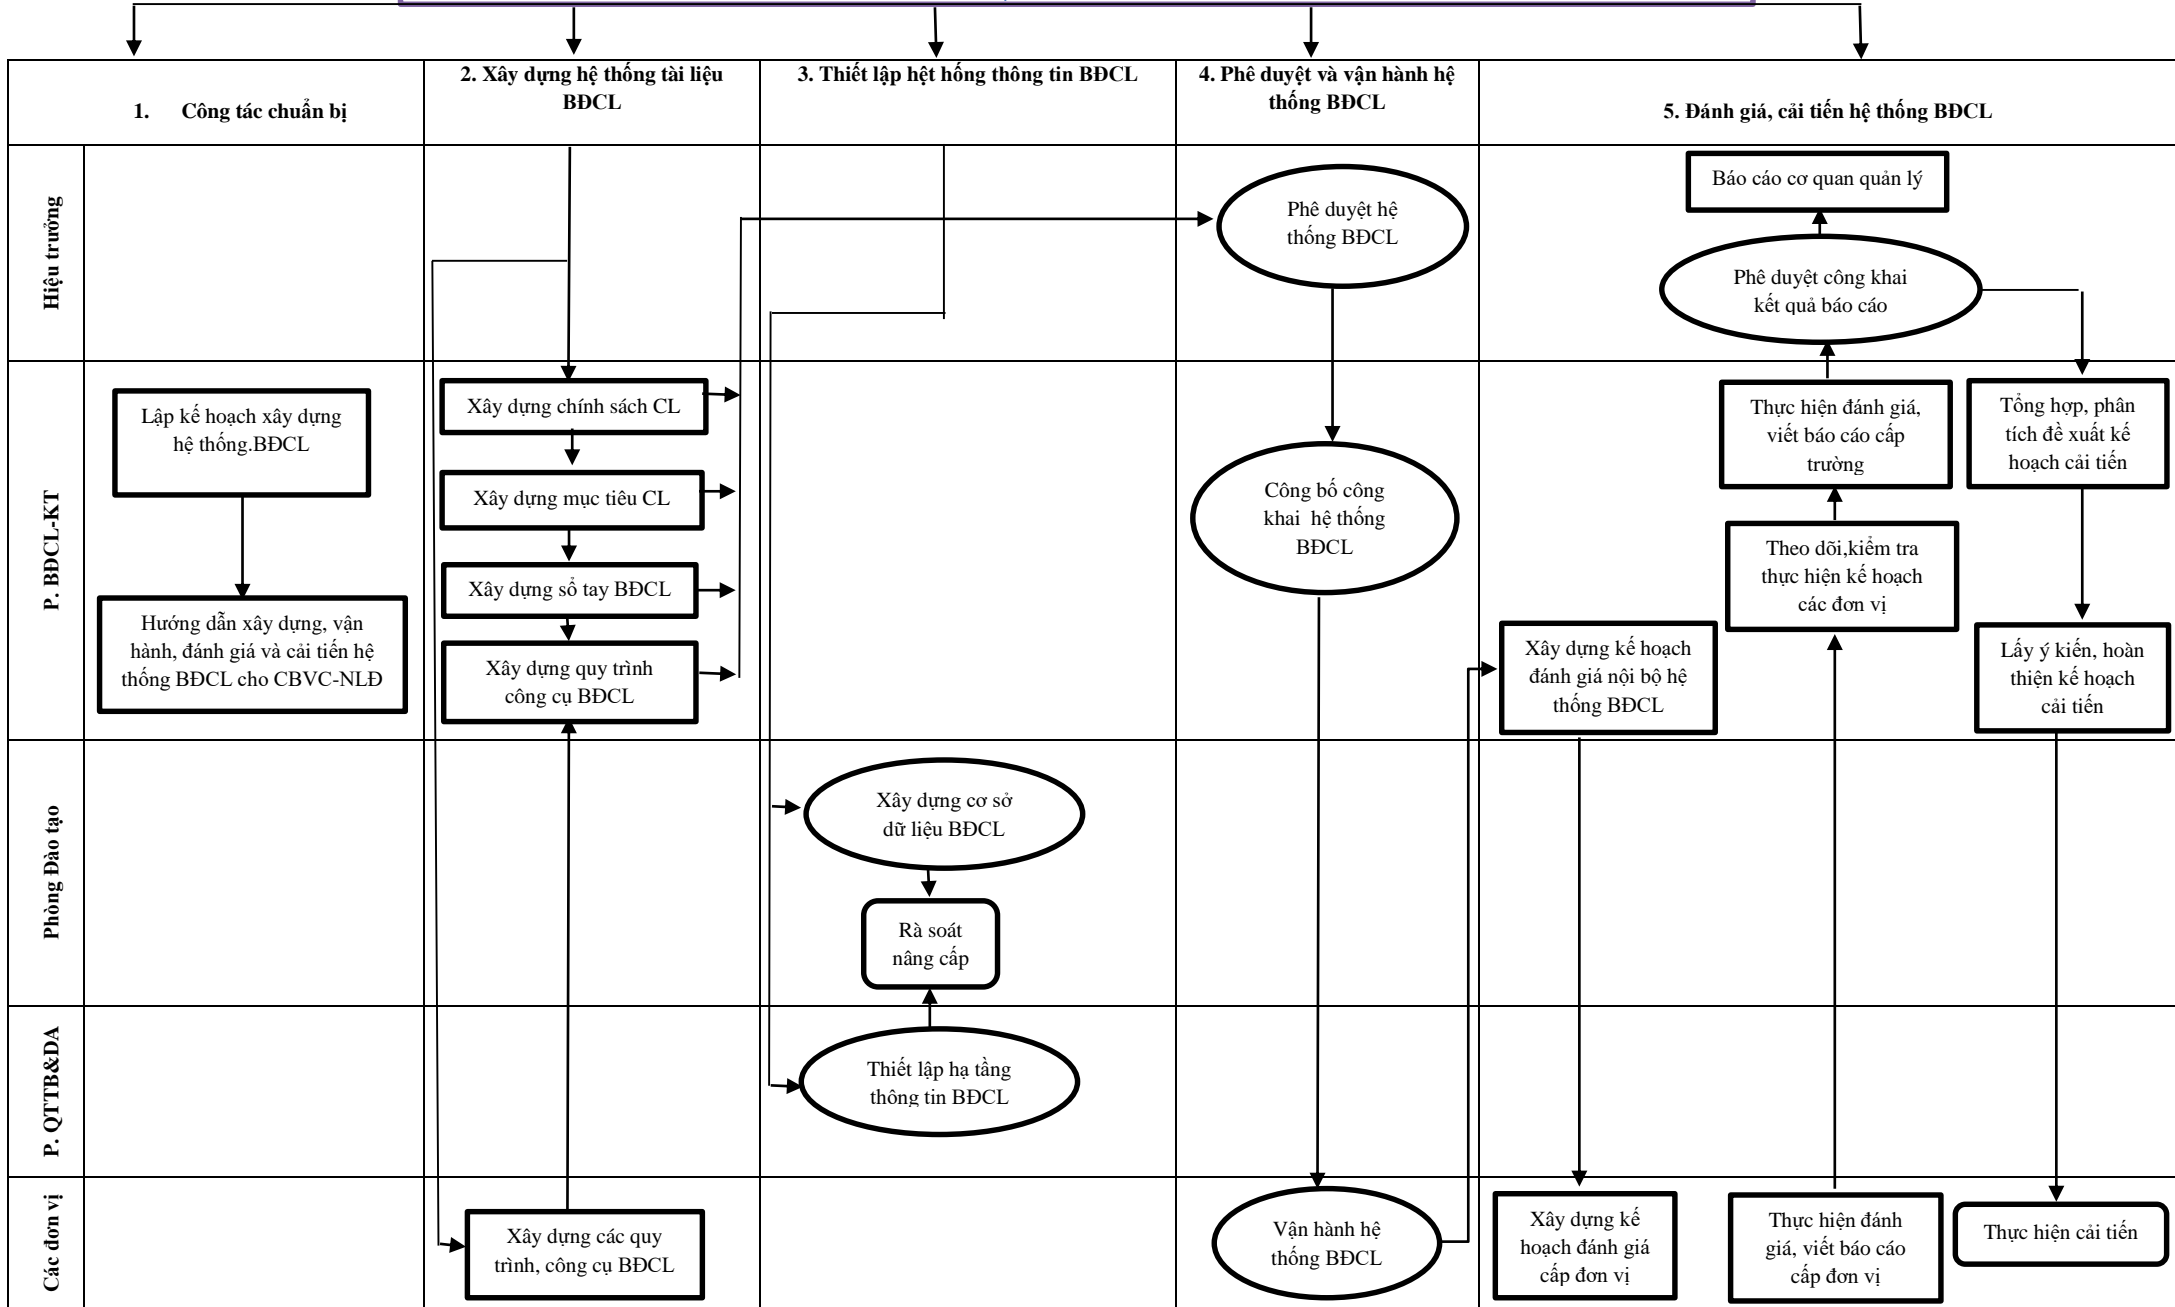 1. Công tác chuẩn bị
2. Xây dựng hệ thống tài liệu
BĐCL
3. Thiết lập hệt hống thông tin BĐCL
4. Phê duyệt và vận hành hệ
thống BĐCL
5. Đánh giá, cải tiến hệ thống BĐCL
Hiệu trưởng
Phê duyệt hệ
thống BĐCL
Báo cáo cơ quan quản lý
Phê duyệt công khai
kết quả báo cáo
P. BĐCL-KT
Lập kế hoạch xây dựng
hệ thống.BĐCL
Hướng dẫn xây dựng, vận
hành, đánh giá và cải tiến hệ
thống BĐCL cho CBVC-NLĐ
Xây dựng chính sách CL
Xây dựng mục tiêu CL
Xây dựng sổ tay BĐCL
Xây dựng quy trình
công cụ BĐCL
Công bố công
khai hệ thống
BĐCL
Xây dựng kế hoạch
đánh giá nội bộ hệ
thống BĐCL
Thực hiện đánh giá,
viết báo cáo cấp
trường
Theo dõi,kiểm tra
thực hiện kế hoạch
các đơn vị
Tổng hợp, phân
tích đề xuất kế
hoạch cải tiến
Lấy ý kiến, hoàn
thiện kế hoạch
cải tiến
Phòng Đào tạo
Xây dựng cơ sở
dữ liệu BĐCL
Rà soát
nâng cấp
P. QTTB&DA
Thiết lập hạ tầng
thông tin BĐCL
Các đơn vị
Xây dựng các quy
trình, công cụ BĐCL
Vận hành hệ
thống BĐCL
Xây dựng kế
hoạch đánh giá
cấp đơn vị
Thực hiện đánh
giá, viết báo cáo
cấp đơn vị
Thực hiện cải tiến